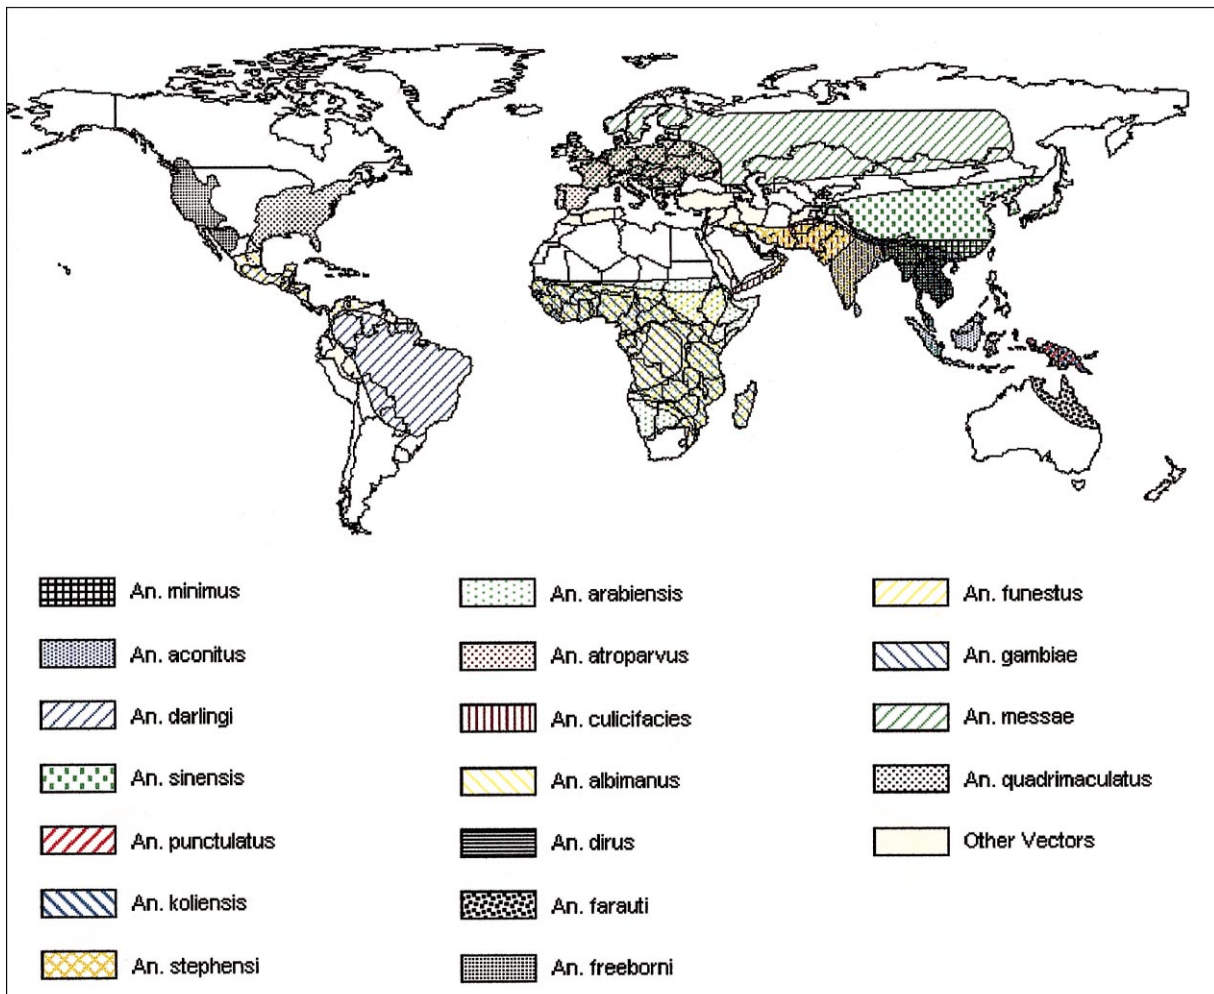 An. minimus
An. aconitus
An. darlingi
An. sinensis
An. punctulatus
An. koliensis
An. stephensi
An. arabiensis
An. atroparvus
An. culicifacies
An. albimanus
An. dirus
An. farauti
An. freeborni
An. funestus
An. gambiae
An. messae
An. quadrimaculatus
Other Vectors